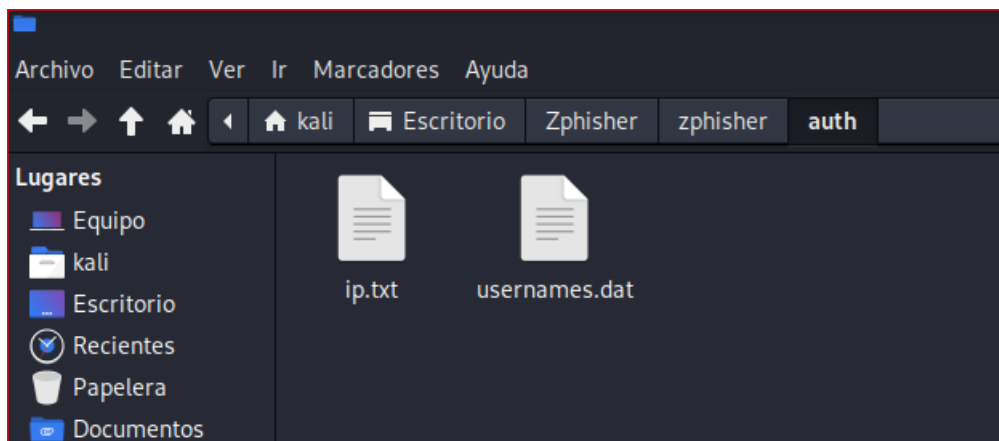 Archivo Editar Ver Ir Marcadores Ayuda
kali Escritorio Zphisher zphisher auth
Lugares
Equipo
kali
Escritorio
Recientes
Papelera
Documentos
ip.txt usernames.dat